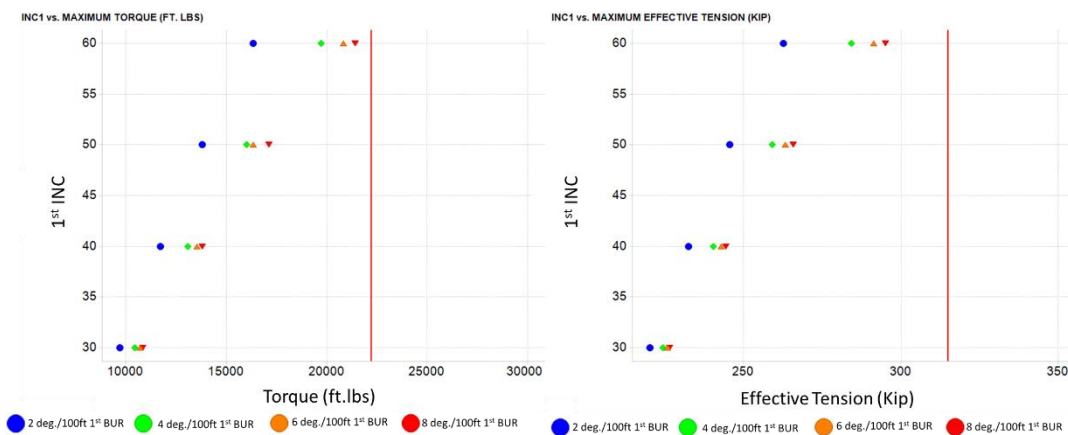 INC1 vs. MAXIMUM TORQUE (FT. LBS)
60
55
50
45
40
35
30
1st INC
10000 15000 20000 25000 30000
Torque (ft.lbs)
2 deg./100ft 1st BUR 4 deg./100ft 1st BUR 6 deg./100ft 1st BUR 8 deg./100ft 1st BUR
INC1 vs. MAXIMUM EFFECTIVE TENSION (KIP)
60
55
50
45
40
35
30
1st INC
250 300 350
Effective Tension (Kip)
2 deg./100ft 1st BUR 4 deg./100ft 1st BUR 6 deg./100ft 1st BUR 8 deg./100ft 1st BUR